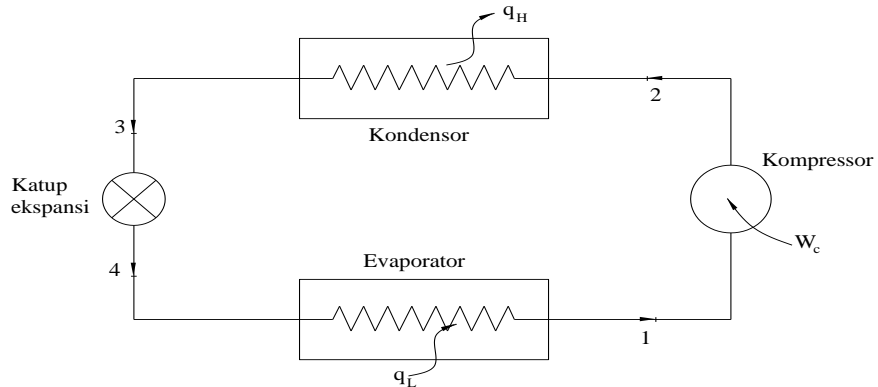 q_H
2
3
Kondensor
Kompressor
Katup
ekspansi
W_c
Evaporator
4
1
q_L